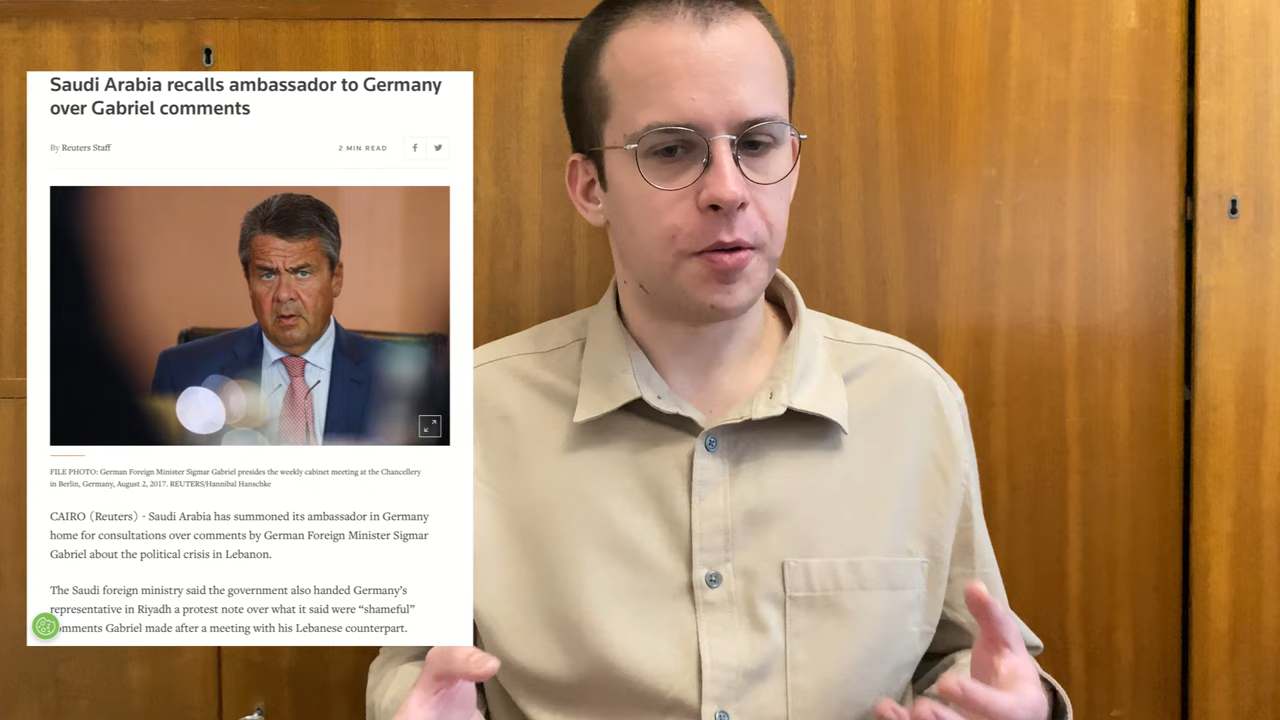 Saudi Arabia recalls ambassador to Germany
over Gabriel comments
By Reuters Staff
2 MIN READ
FILE PHOTO: German Foreign Minister Sigmar Gabriel presides the weekly cabinet meeting at the Chancellery
in Berlin, Germany, August 2, 2017. REUTERS/Hannibal Hanschke
CAIRO (Reuters) - Saudi Arabia has summoned its ambassador in Germany
home for consultations over comments by German Foreign Minister Sigmar
Gabriel about the political crisis in Lebanon.
The Saudi foreign ministry said the government also handed Germany’s
representative in Riyadh a protest note over what it said were “shameful”
comments Gabriel made after a meeting with his Lebanese counterpart.